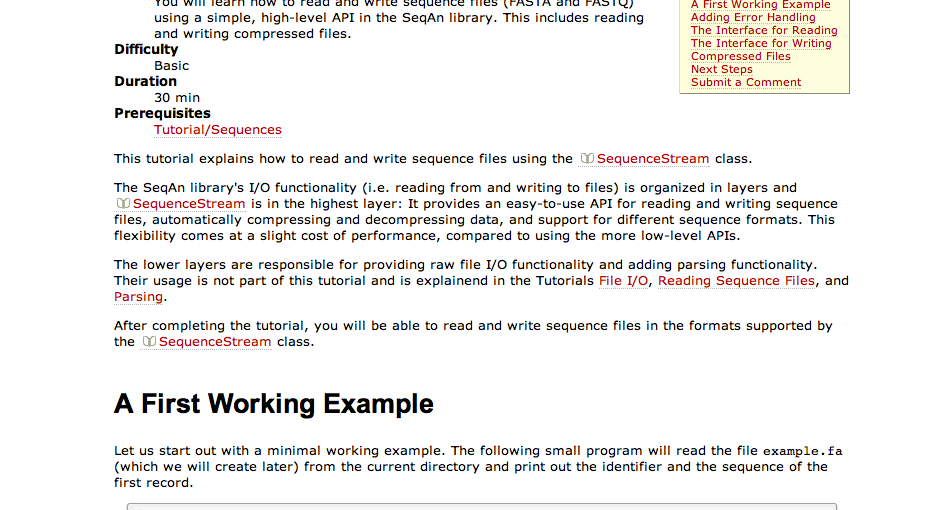 You will learn how to read and write sequence files (FASTA and FASTQ)
using a simple, high-level API in the SeqAn library. This includes reading
and writing compressed files.
Difficulty
Basic
Duration
30 min
Prerequisites
Tutorial/Sequences
A First Working Example
Adding Error Handling
The Interface for Reading
The Interface for Writing
Compressed Files
Next Steps
Submit a Comment
This tutorial explains how to read and write sequence files using the SequenceStream class.
The SeqAn library's I/O functionality (i.e. reading from and writing to files) is organized in layers and
SequenceStream is in the highest layer: It provides an easy-to-use API for reading and writing sequence
files, automatically compressing and decompressing data, and support for different sequence formats. This
flexibility comes at a slight cost of performance, compared to using the more low-level APIs.
The lower layers are responsible for providing raw file I/O functionality and adding parsing functionality.
Their usage is not part of this tutorial and is explainend in the Tutorials File I/O, Reading Sequence Files, and
Parsing.
After completing the tutorial, you will be able to read and write sequence files in the formats supported by
the SequenceStream class.
A First Working Example
Let us start out with a minimal working example. The following small program will read the file example.fa
(which we will create later) from the current directory and print out the identifier and the sequence of the
first record.